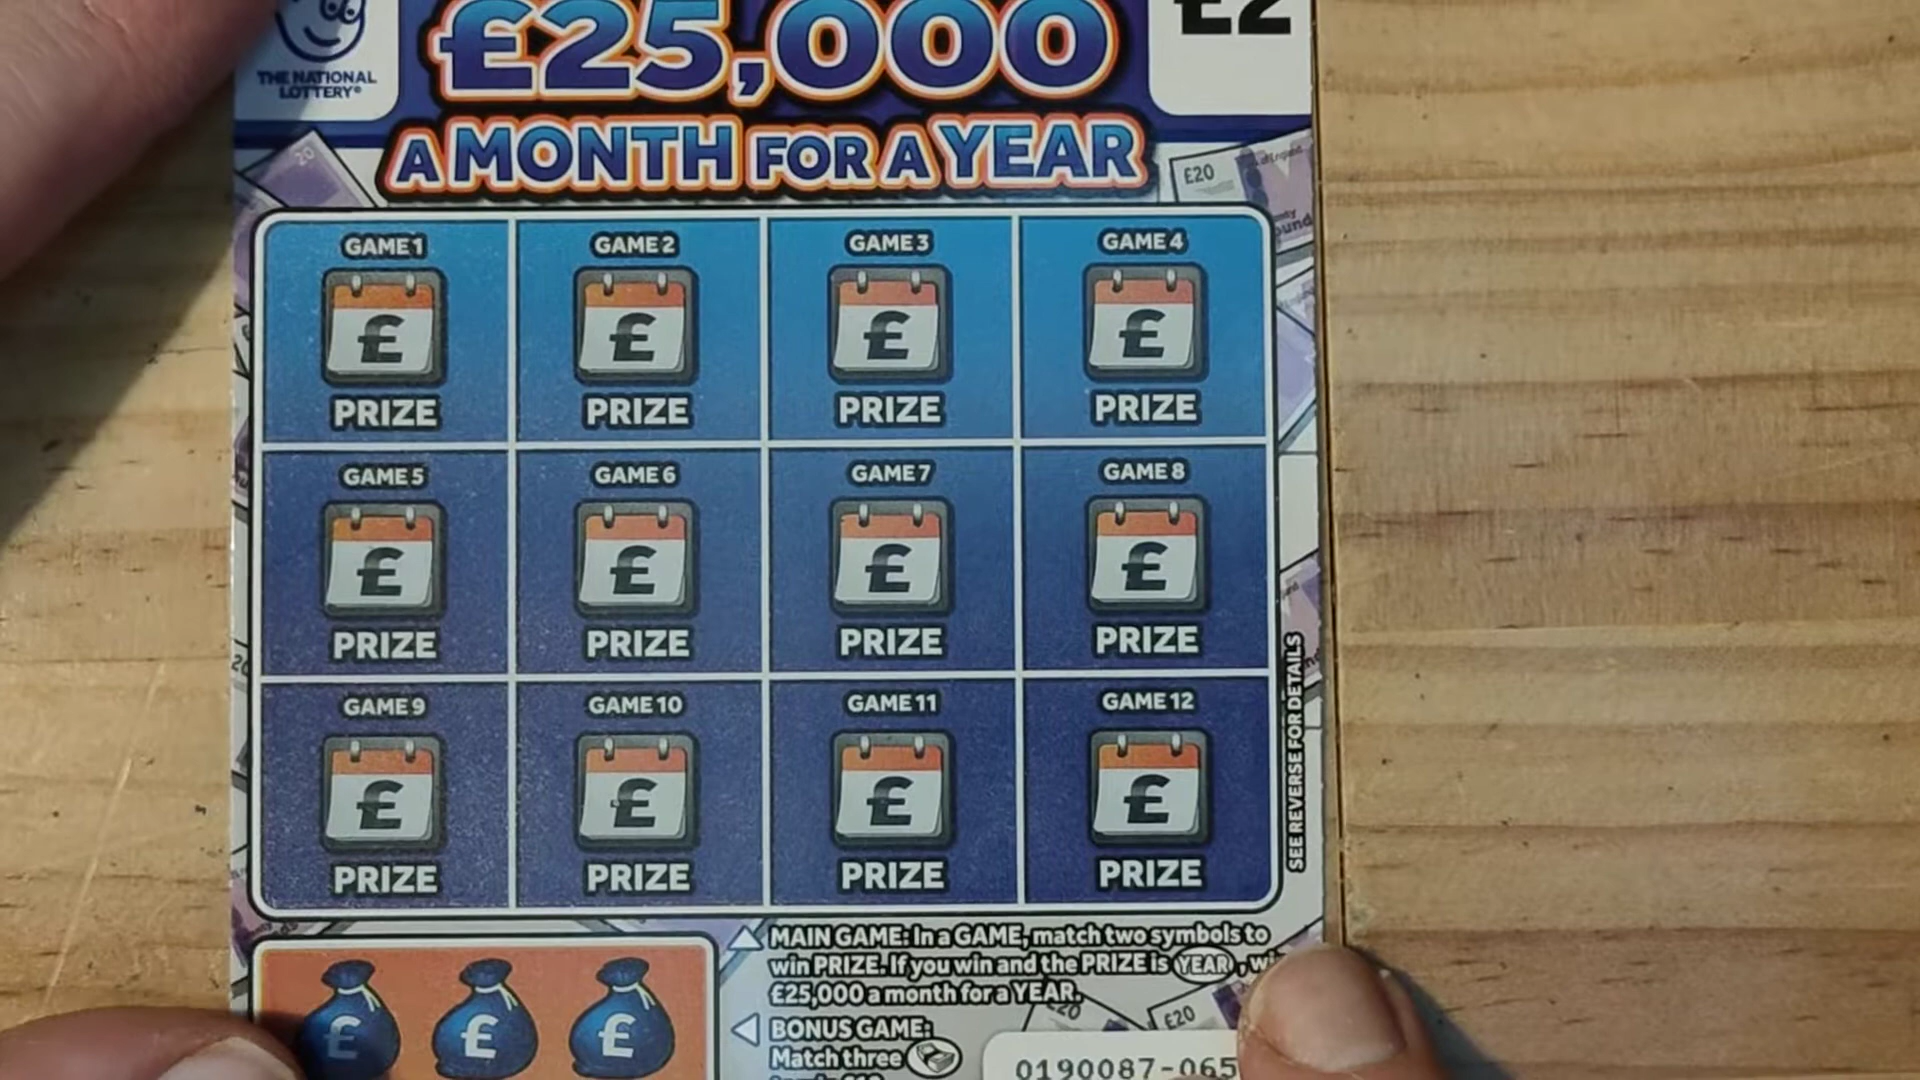 THE NATIONAL
LOTTERY®
£25,000
£2
A MONTH FOR A YEAR
20
£20
GAME 1 GAME 2 GAME 3 GAME 4
£ £ £ £
PRIZE PRIZE PRIZE PRIZE
GAME 5 GAME 6 GAME 7 GAME 8
£ £ £ £
PRIZE PRIZE PRIZE PRIZE
GAME 9 GAME 10 GAME 11 GAME 12
£ £ £ £
PRIZE PRIZE PRIZE PRIZE
SEE REVERSE FOR DETAILS
MAIN GAME: In a GAME, match two symbols to
win PRIZE. If you win and the PRIZE is YEAR, wi
£25,000 a month for a YEAR.
£20 £20
BONUS GAME:
Match three
£ £ £
0190087-065